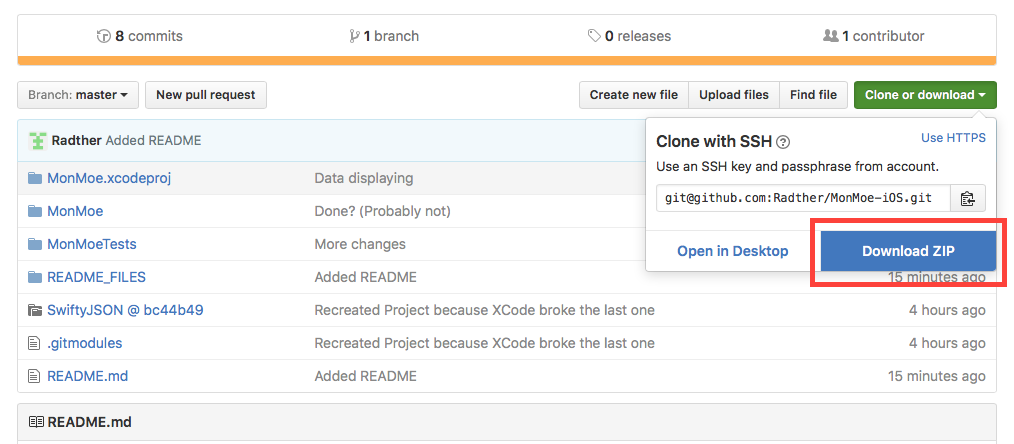 8 commits 1 branch 0 releases 1 contributor
Branch: master New pull request Create new file Upload files Find file Clone or download
Radther Added README
Clone with SSH Use HTTPS
Use an SSH key and passphrase from account.
git@github.com:Radther/MonMoe-iOS.git
Open in Desktop Download ZIP
MonMoe.xcodeproj Data displaying
MonMoe Done? (Probably not)
MonMoeTests More changes
README_FILES Added README 15 minutes ago
SwiftyJSON @ bc44b49 Recreated Project because XCode broke the last one 4 hours ago
.gitmodules Recreated Project because XCode broke the last one 4 hours ago
README.md Added README 15 minutes ago
README.md